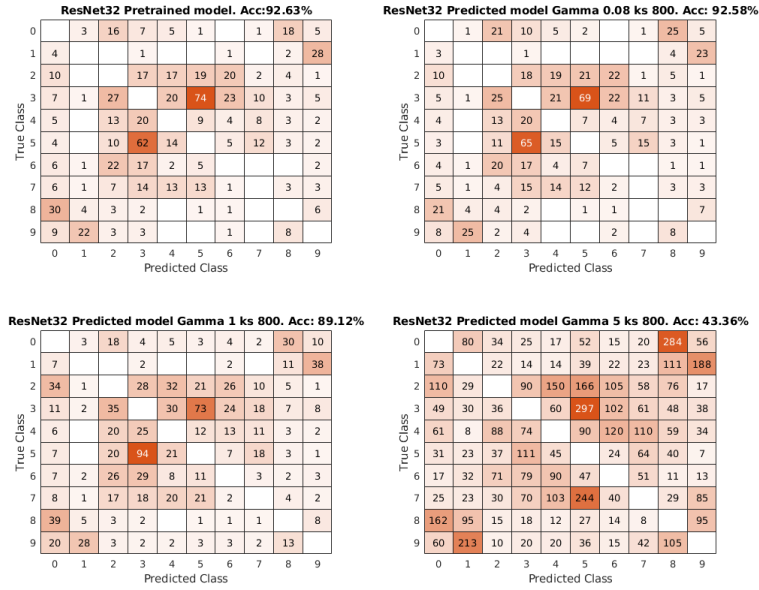 ResNet32 Pretrained model. Acc:92.63%
0 3 16 7 5 1 1 18 5
1 4 1 1 2 28
2 10 17 17 19 20 2 4 1
3 7 1 27 20 74 23 10 3 5
4 5 13 20 9 4 8 3 2
5 4 10 62 14 5 12 3 2
6 6 1 22 17 2 5 2
7 6 1 7 14 13 13 1 3 3
8 30 4 3 2 1 1 6
9 9 22 3 3 1 8
0 1 2 3 4 5 6 7 8 9
True Class
Predicted Class
ResNet32 Predicted model Gamma 0.08 ks 800. Acc: 92.58%
0 1 21 10 5 2 1 25 5
1 3 1 4 23
2 10 18 19 21 22 1 5 1
3 5 1 25 21 69 22 11 3 5
4 5 13 20 7 4 7 3 3
5 3 11 65 15 5 15 3 1
6 4 1 20 17 4 7 1 1
7 5 1 4 15 14 12 2 3 3
8 21 4 4 2 1 1 7
9 8 25 2 4 2 8
0 1 2 3 4 5 6 7 8 9
True Class
Predicted Class
ResNet32 Predicted model Gamma 1 ks 800. Acc: 89.12%
0 3 18 4 5 3 4 2 30 10
1 7 2 2 11 38
2 34 1 28 32 21 26 10 5 1
3 11 2 35 30 73 24 18 7 8
4 6 20 25 12 13 11 3 2
5 7 20 94 21 7 18 3 1
6 7 2 26 29 8 11 3 2 3
7 8 1 17 18 20 21 2 4 2
8 39 5 3 2 1 1 1 8
9 20 28 3 2 2 3 3 2 13
0 1 2 3 4 5 6 7 8 9
True Class
Predicted Class
ResNet32 Predicted model Gamma 5 ks 800. Acc: 43.36%
0 80 34 25 17 52 15 20 284 56
1 73 22 14 14 39 22 23 111 188
2 110 29 90 150 166 105 58 76 17
3 49 30 36 60 297 102 61 48 38
4 61 8 88 74 90 120 110 59 34
5 31 23 37 111 45 24 64 40 7
6 17 32 71 79 90 47 51 11 13
7 25 23 30 70 103 244 40 29 85
8 162 95 15 18 12 27 14 8 95
9 60 213 10 20 20 36 15 42 105
0 1 2 3 4 5 6 7 8 9
True Class
Predicted Class